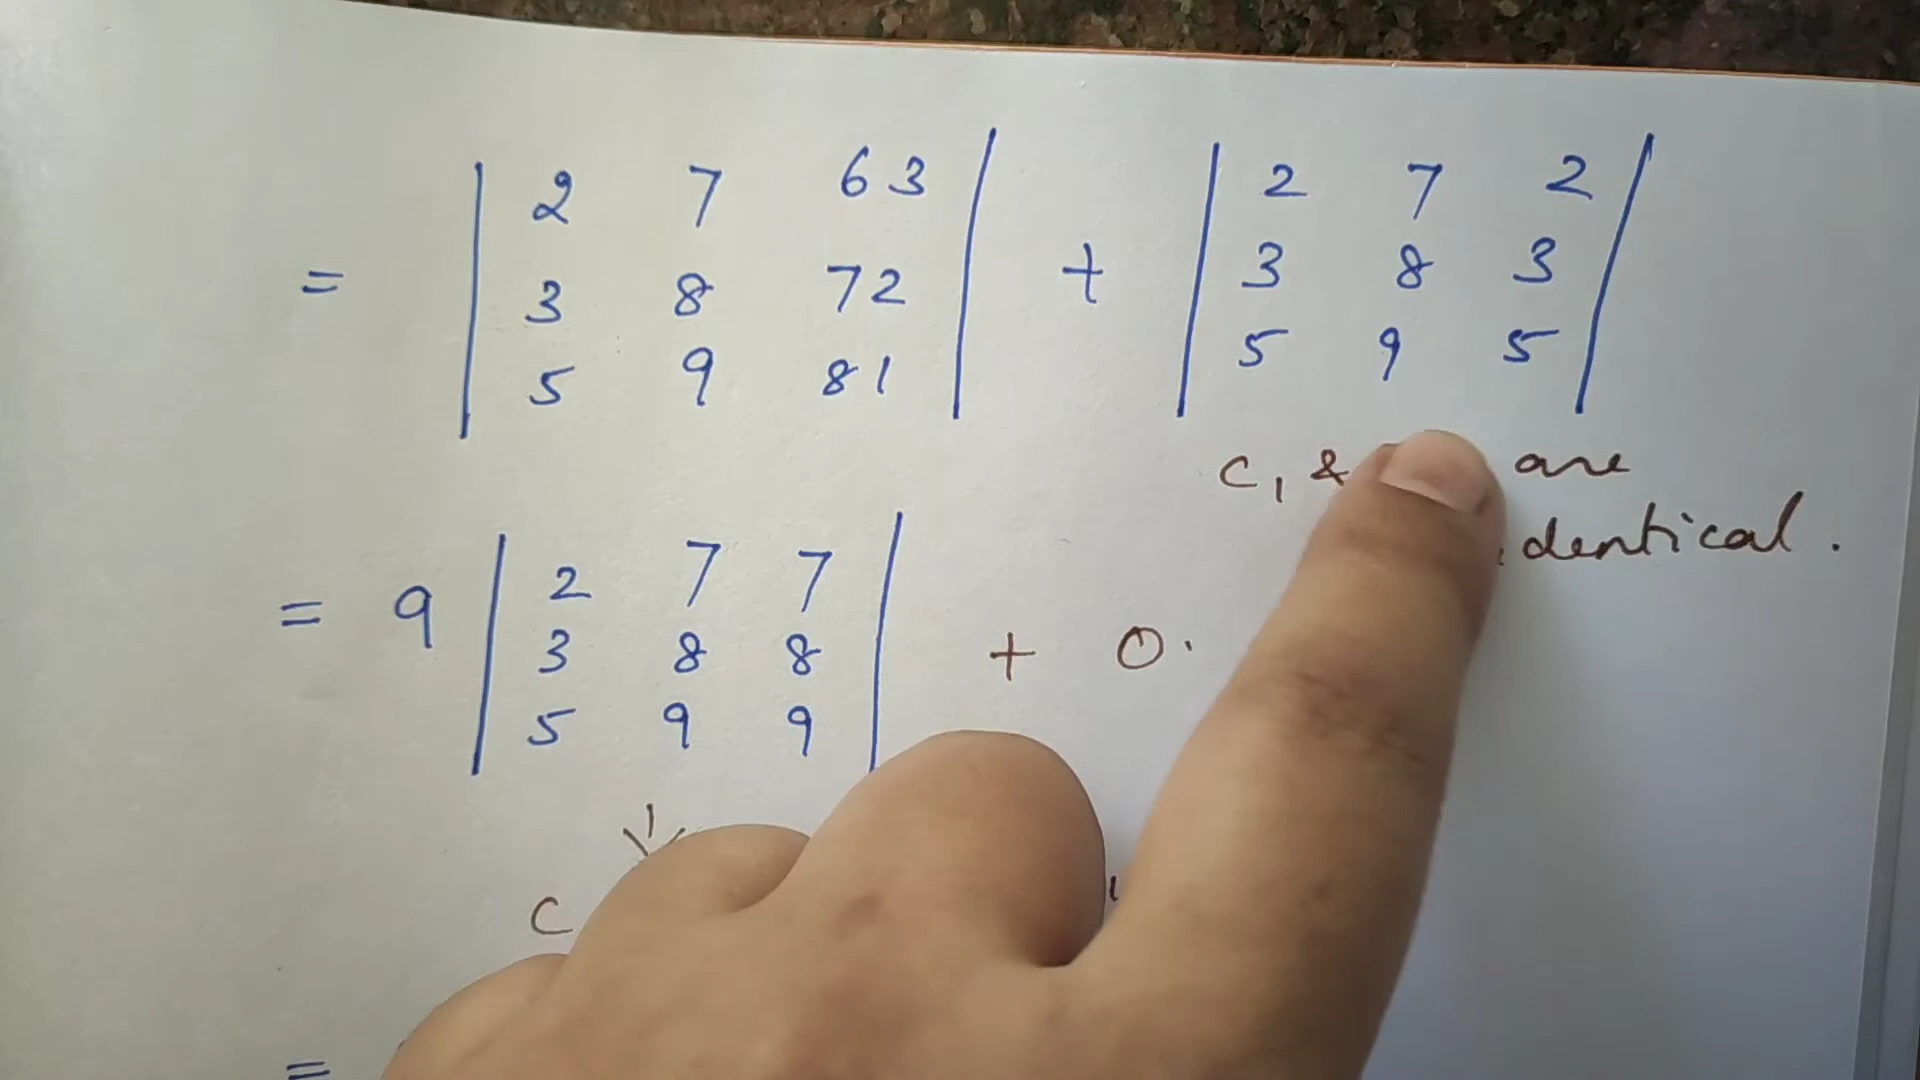 = | 2 7 63 | + | 2 7 2 |
| 3 8 72 | | 3 8 3 |
| 5 9 81 | | 5 9 5 |
C₁ & are
dentical.
= 9 | 2 7 7 | + 0.
| 3 8 8 |
| 5 9 9 |
C
=